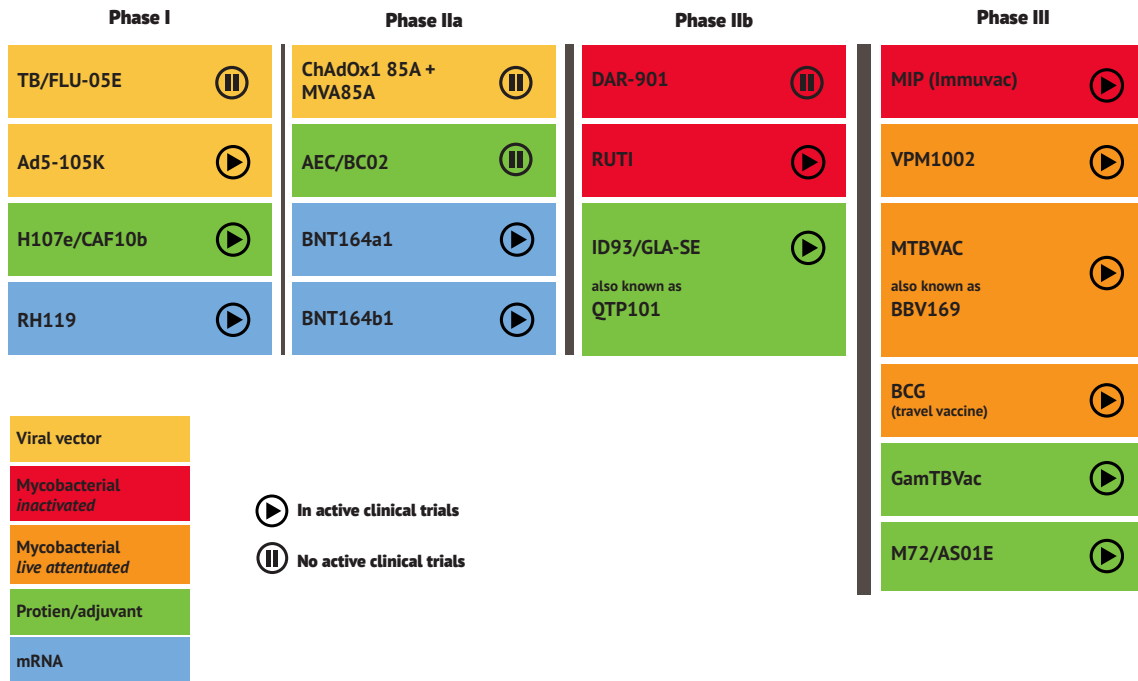 Phase I
TB/FLU-05E
Ad5-105K
H107e/CAF10b
RH119
Phase IIa
ChAdOx1 85A +
MVA85A
AEC/BC02
BNT164a1
BNT164b1
Phase IIb
DAR-901
RUTI
ID93/GLA-SE
also known as
QTP101
Phase III
MIP (Immuvac)
VPM1002
MTBVAC
also known as
BBV169
BCG
(travel vaccine)
GamTBVac
M72/AS01E
Viral vector
Mycobacterial
inactivated
Mycobacterial
live attentuated
Protien/adjuvant
mRNA
In active clinical trials
No active clinical trials